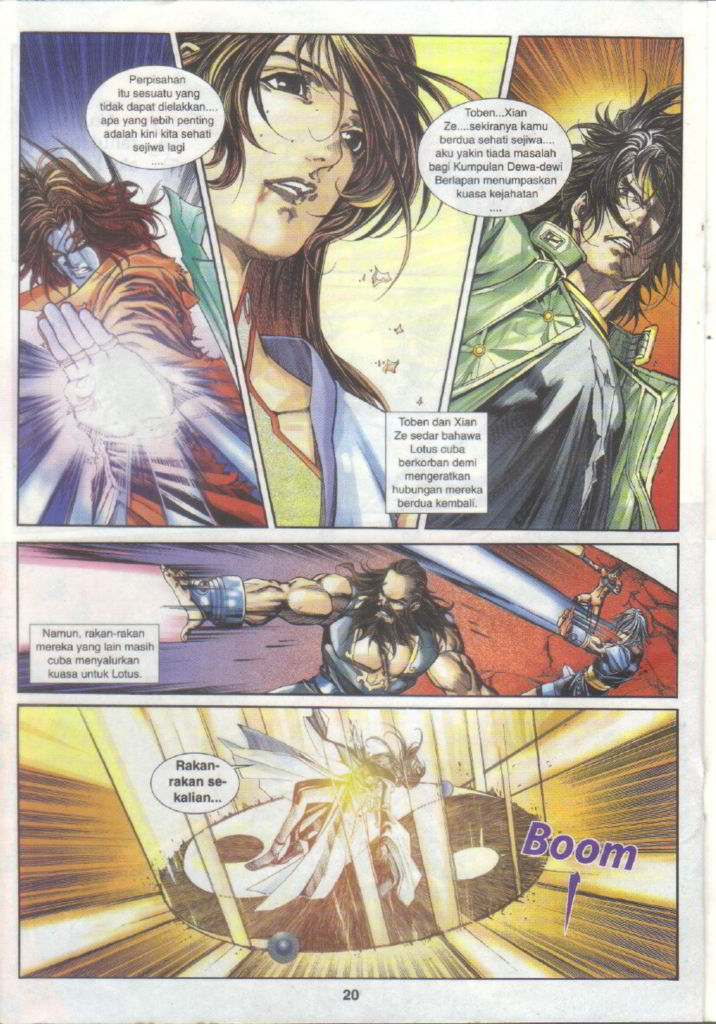 Perpisahan
itu sesuatu yang
tidak dapat dielakkan....
apa yang lebih penting
adalah kini kita sehati
sejiwa lagi
....
Toben...Xian
Ze....sekiranya kamu
berdua sehati sejiwa....
aku yakin tiada masalah
bagi Kumpulan Dewa-dewi
Berlapan menumpaskan
kuasa kejahatan
....
Toben dan Xian
Ze sedar bahawa
Lotus cuba
berkorban demi
mengeratkan
hubungan mereka
berdua kembali.
Namun, rakan-rakan
mereka yang lain masih
cuba menyalurkan
kuasa untuk Lotus.
Rakan-
rakan se-
kalian...
Boom
20